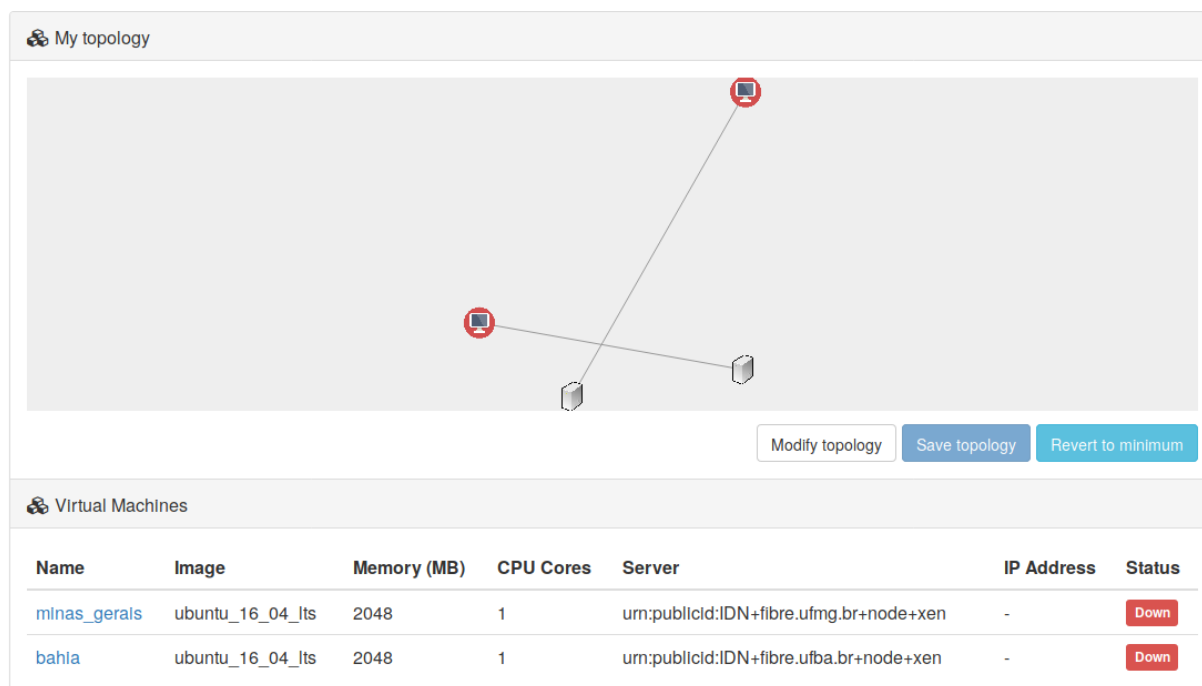 My topology
Modify topology Save topology Revert to minimum
Virtual Machines
Name Image Memory (MB) CPU Cores Server IP Address Status
minas_gerais ubuntu_16_04_lts 2048 1 urn:publicid:IDN+fibre.ufmg.br+node+xen - Down
bahia ubuntu_16_04_lts 2048 1 urn:publicid:IDN+fibre.ufba.br+node+xen - Down